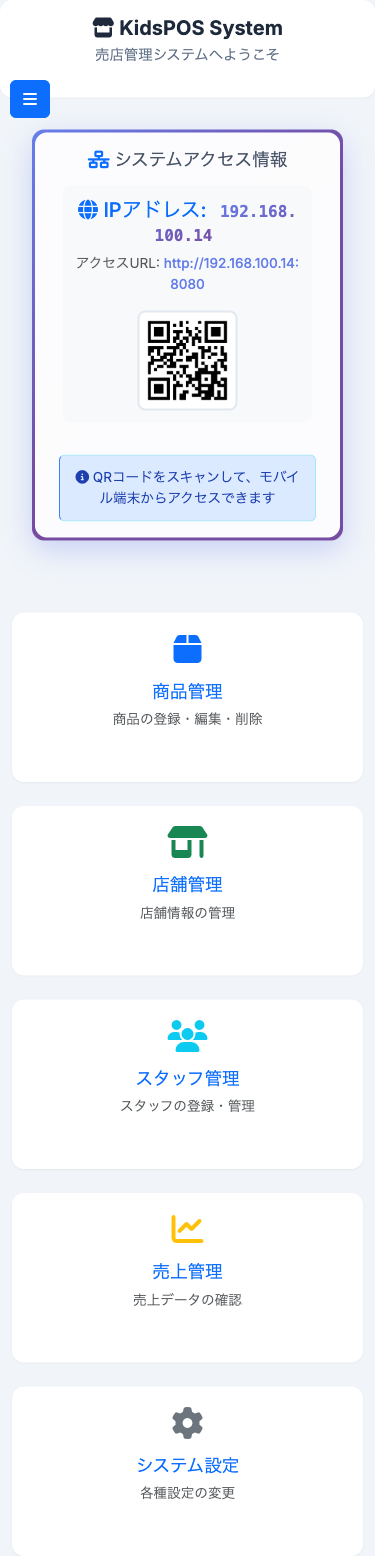 KidsPOS System
売店管理システムへようこそ
システムアクセス情報
IPアドレス: 192.168.
100.14
アクセスURL: http://192.168.100.14:
8080
QRコードをスキャンして、モバイ
ル端末からアクセスできます
商品管理
商品の登録・編集・削除
店舗管理
店舗情報の管理
スタッフ管理
スタッフの登録・管理
売上管理
売上データの確認
システム設定
各種設定の変更